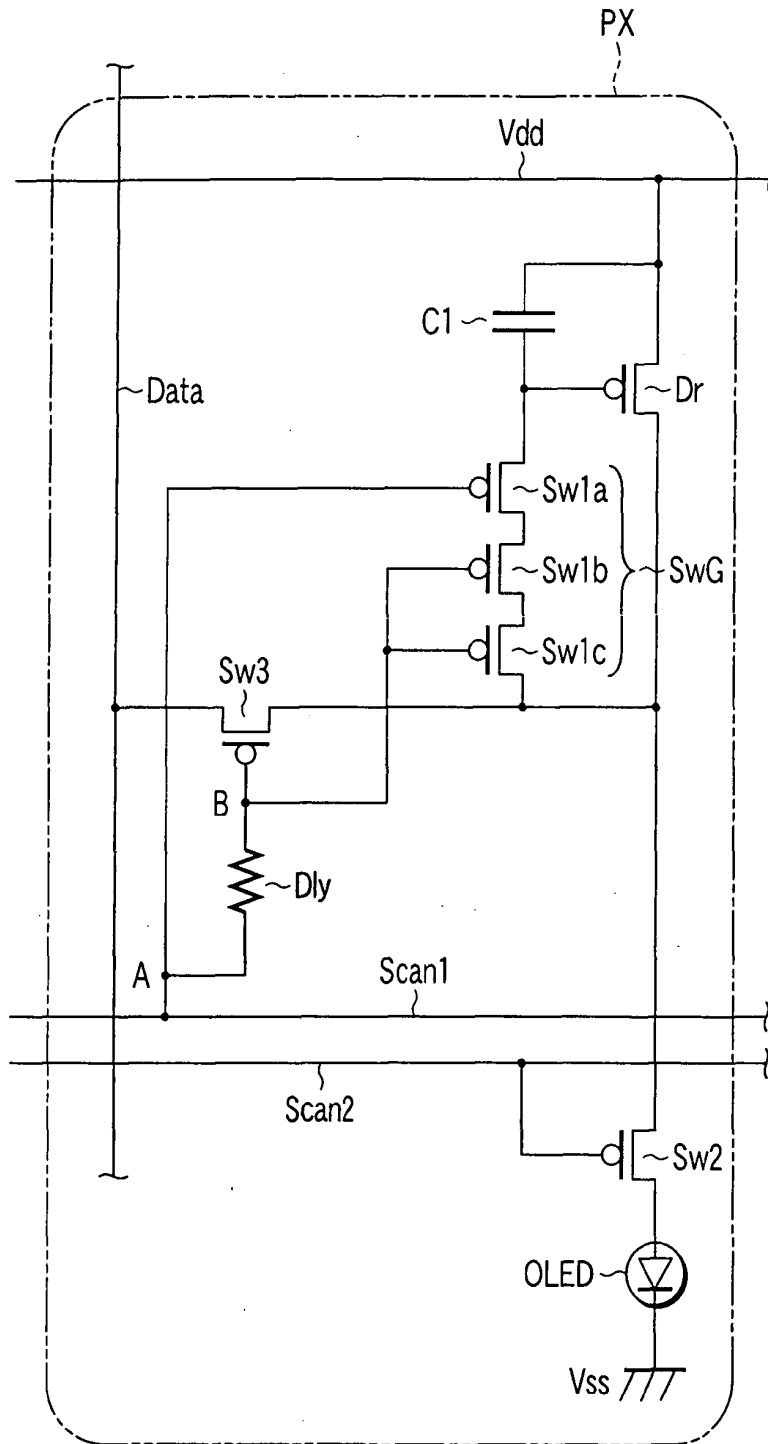 PX
Vdd
C1
Data
Dr
Sw1a
Sw1b
SwG
Sw1c
Sw3
B
Dly
A
Scan1
Scan2
Sw2
OLED
Vss